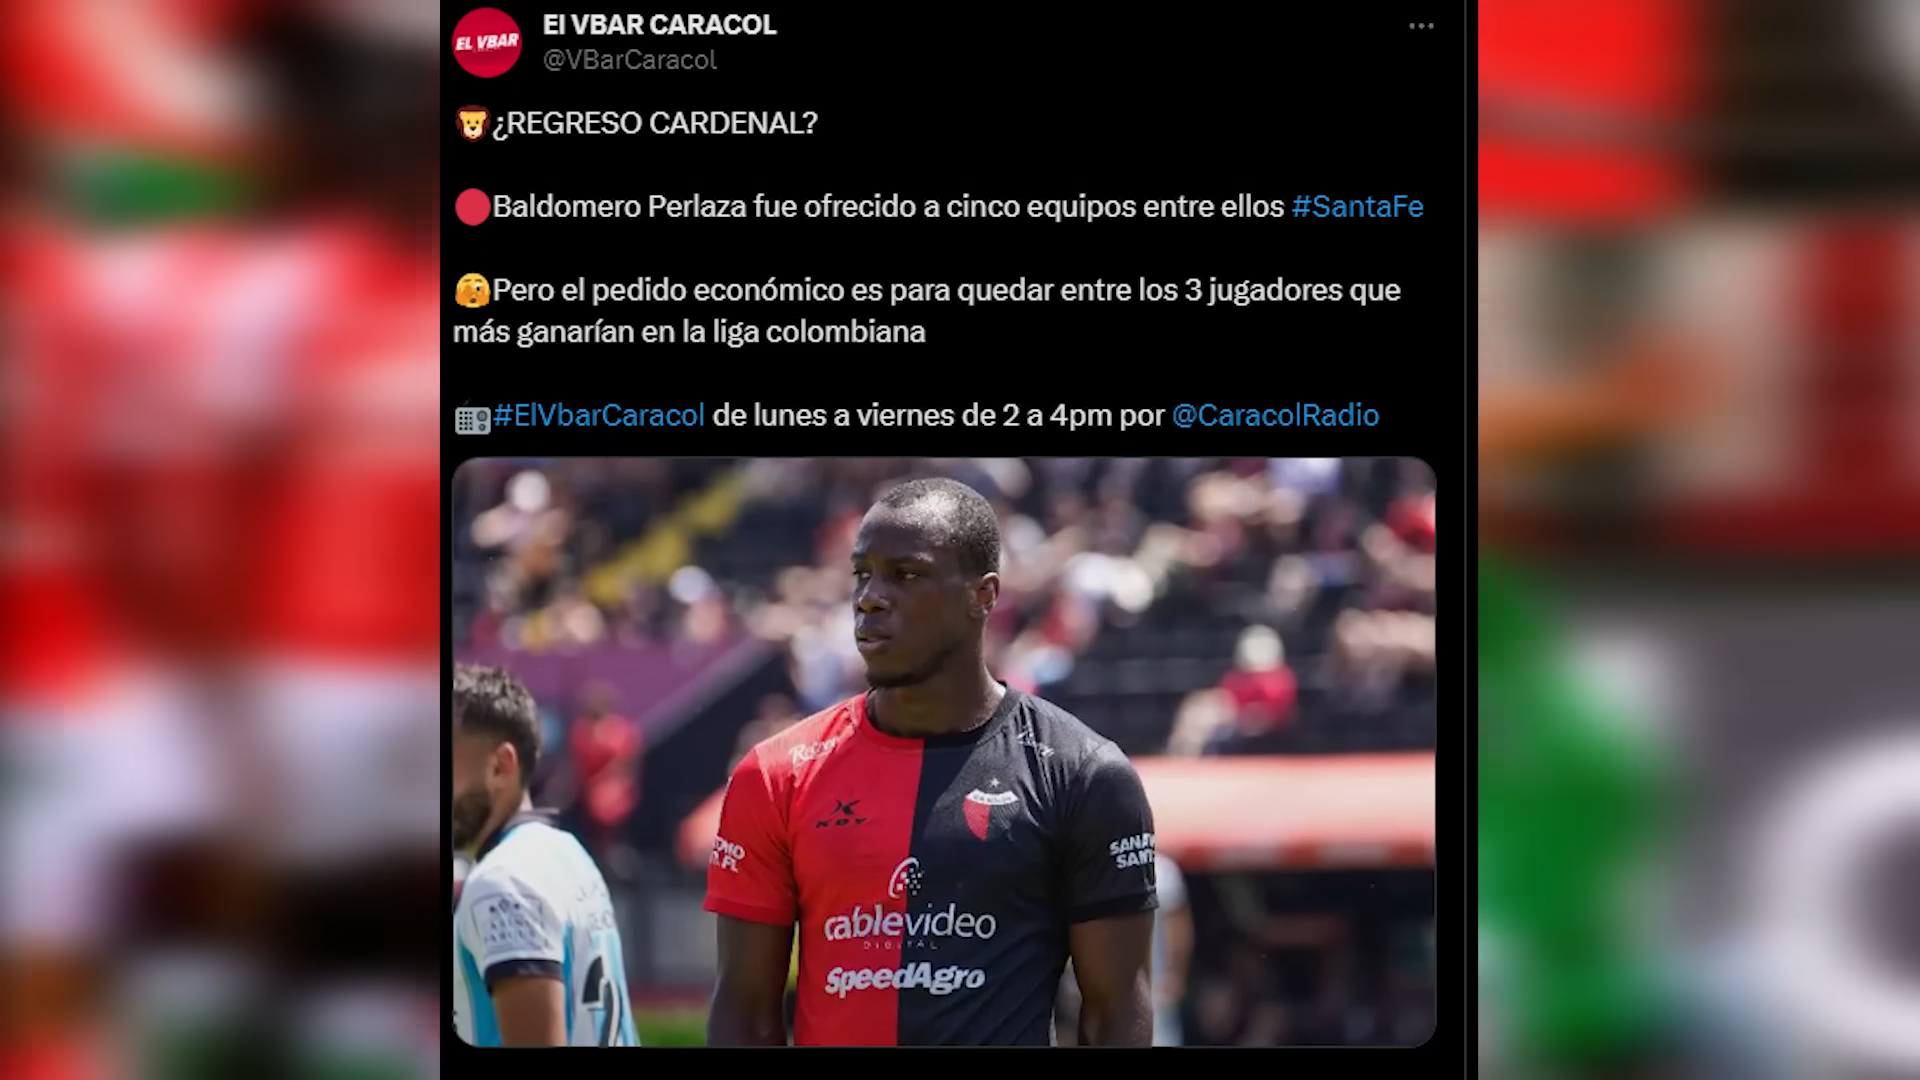 EL VBAR
El VBAR CARACOL
@VBarCaracol
🦁¿REGRESO CARDENAL?
🔴Baldomero Perlaza fue ofrecido a cinco equipos entre ellos #SantaFe
🫣Pero el pedido económico es para quedar entre los 3 jugadores que
más ganarían en la liga colombiana
📻#ElVbarCaracol de lunes a viernes de 2 a 4pm por @CaracolRadio
KDY
cablevideo
DIGITAL
SpeedAgro